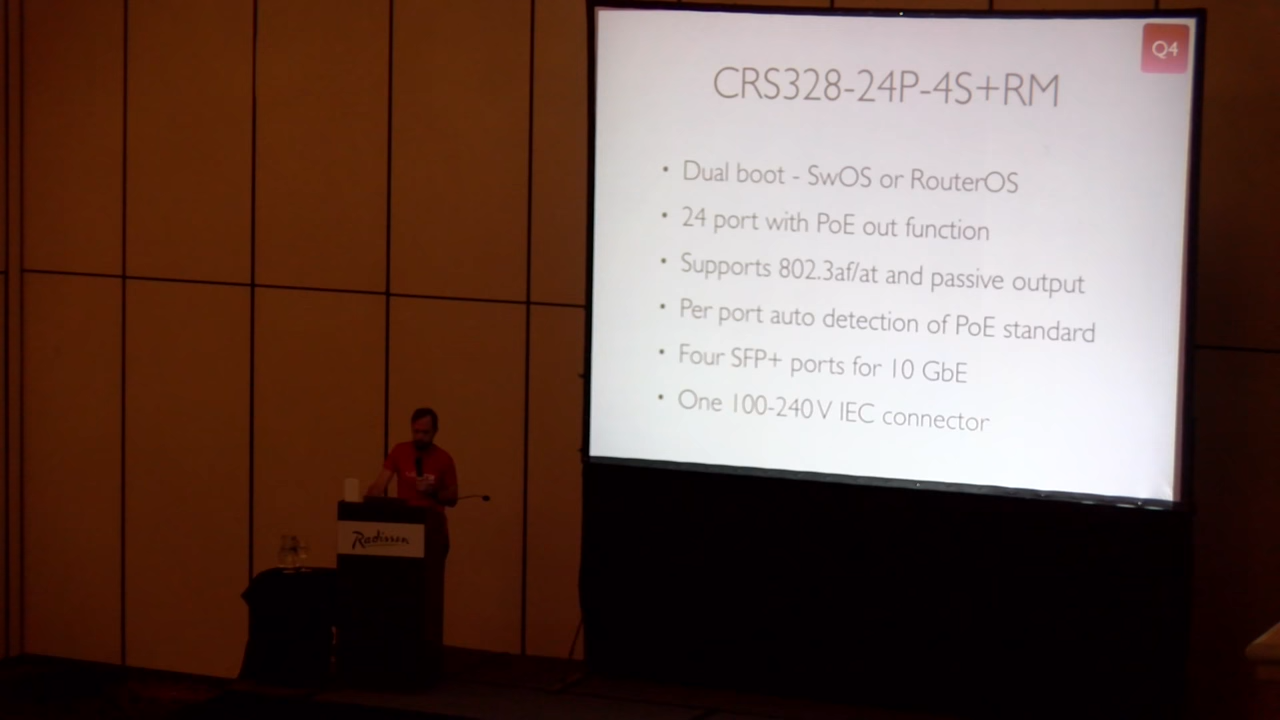 Q4
CRS328-24P-4S+RM
• Dual boot - SwOS or RouterOS
• 24 port with PoE out function
• Supports 802.3af/at and passive output
• Per port auto detection of PoE standard
• Four SFP+ ports for 10 GbE
• One 100-240V IEC connector
Radisson